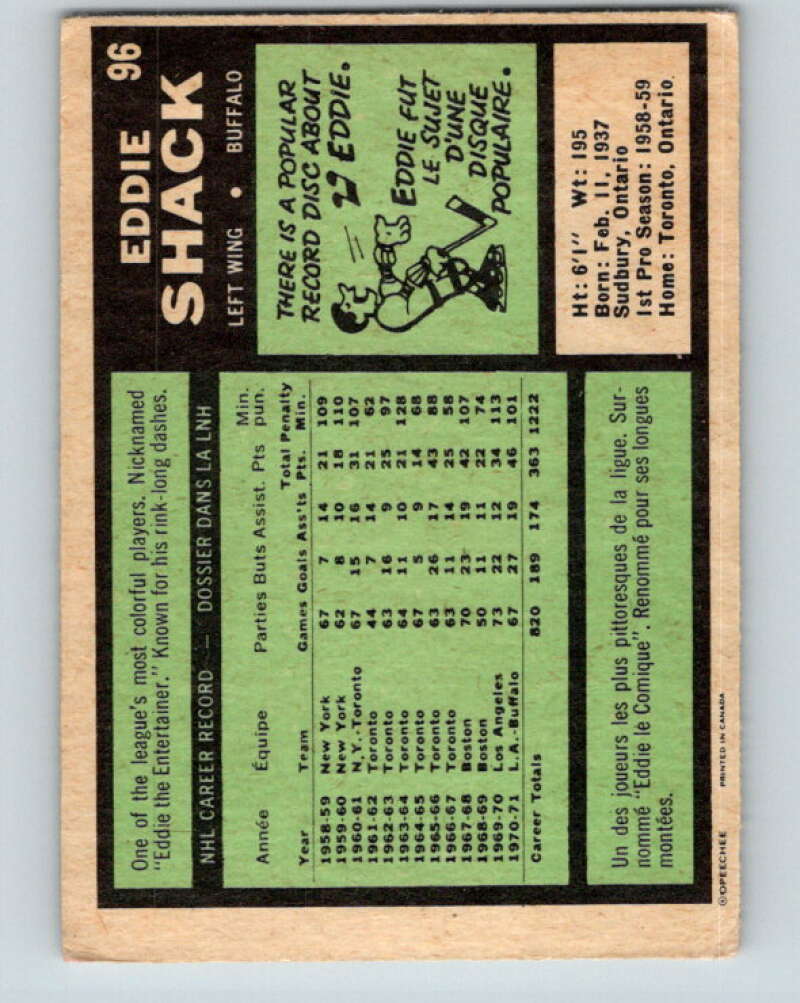 EDDIE 96
SHACK
LEFT WING • BUFFALO
One of the league's most colorful players. Nicknamed
"Eddie the Entertainer." Known for his rink-long dashes.
THERE IS A POPULAR
RECORD DISC ABOUT
EDDIE.
EDDIE FUT
LE SUJET
D'UNE
DISQUE
POPULAIRE.
NHL CAREER RECORD — DOSSIER DANS LA LNH
Année Équipe Parties Buts Assist. Pts Min. pun.
Year Team Games Goals Ass'ts Total Pts. Penalty Min.
1958-59 New York 67 7 14 21 109
1959-60 New York 62 8 10 18 110
1960-61 N.Y.-Toronto 67 15 16 31 107
1961-62 Toronto 44 7 14 21 62
1962-63 Toronto 63 16 9 25 97
1963-64 Toronto 64 11 10 21 128
1964-65 Toronto 67 5 9 14 68
1965-66 Toronto 63 26 17 43 88
1966-67 Toronto 63 11 14 25 58
1967-68 Boston 70 23 19 42 107
1968-69 Boston 50 11 11 22 74
1969-70 Los Angeles 73 22 12 34 113
1970-71 L.A.-Buffalo 67 27 19 46 101
Career Totals 820 189 174 363 1222
Ht: 6'1" Wt: 195
Born: Feb. 11, 1937
Sudbury, Ontario
1st Pro Season: 1958-59
Home: Toronto, Ontario.
Un des joueurs les plus pittoresques de la ligue. Sur-
nommé "Eddie le Comique". Renommé pour ses longues
montées.
©OPEECHEE PRINTED IN CANADA